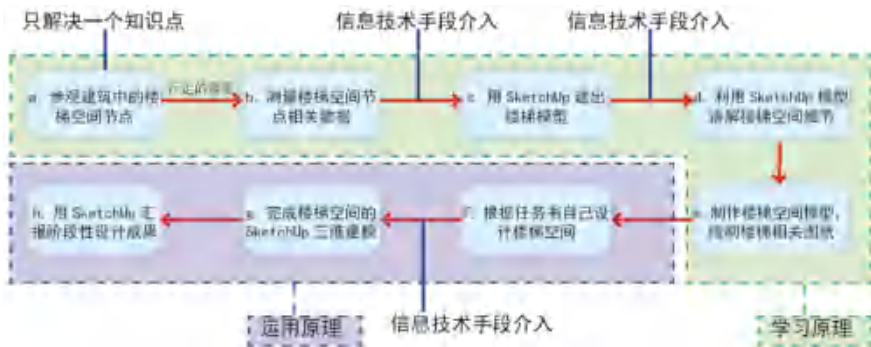 只解决一个知识点
信息技术手段介入
信息技术手段介入
a. 参观建筑中的楼
梯空间节点
b. 测量楼梯空间节
点相关数据
c. 用 SketchUp 建出
楼梯模型
d. 利用 SketchUp 模型
讲解楼梯空间细节
h. 用 SketchUp 汇
报阶段性设计成果
g. 完成楼梯空间的
SketchUp 三维建模
f. 根据任务书自己设
计楼梯空间
e. 制作楼梯空间模型，
绘制楼梯相关图纸
运用原理
信息技术手段介入
学习原理